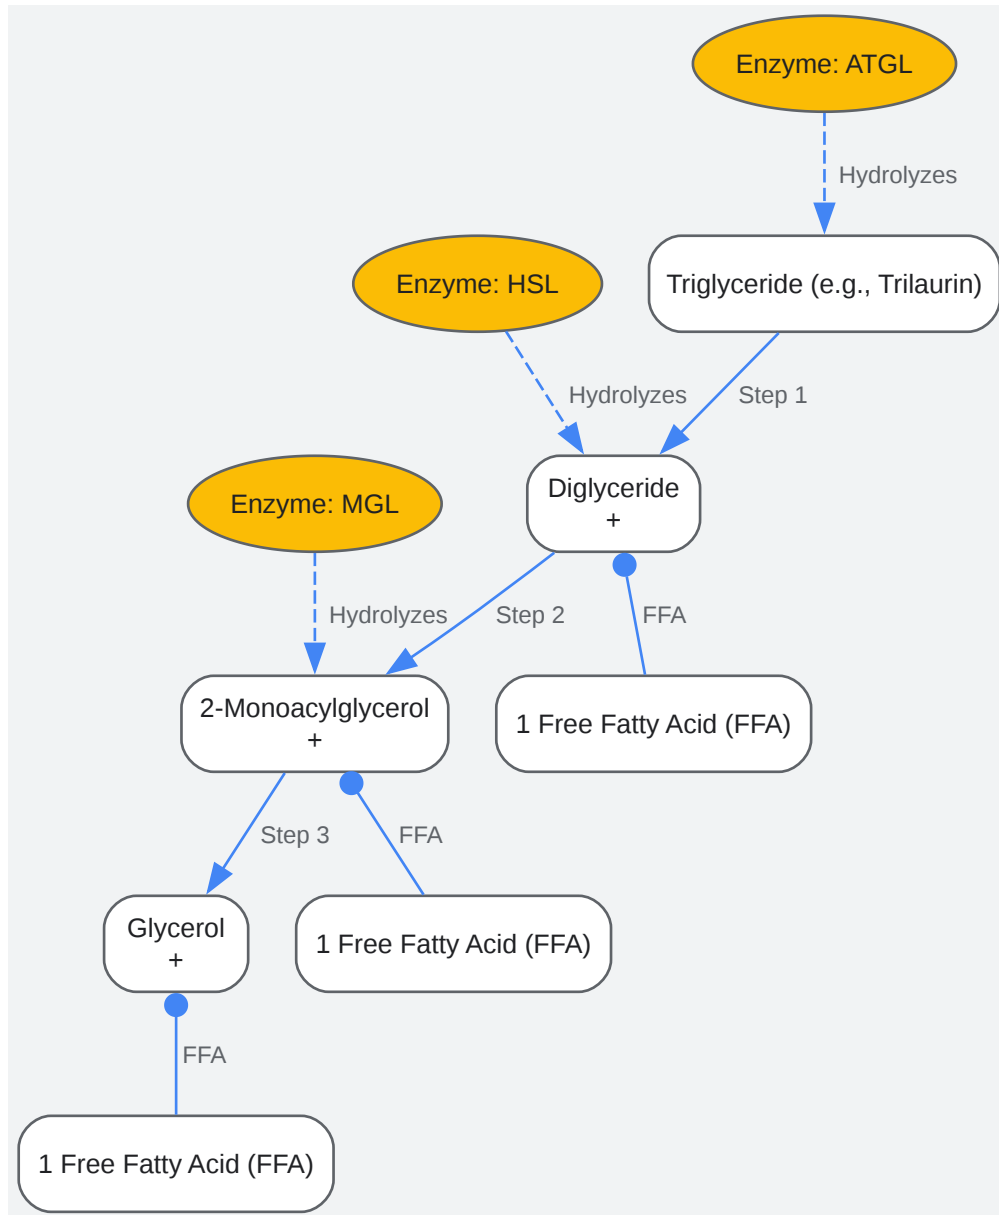 Enzyme: ATGL
Hydrolyzes
Enzyme: HSL
Triglyceride (e.g., Trilaurin)
Hydrolyzes
Step 1
Enzyme: MGL
Diglyceride
+
Hydrolyzes
Step 2
FFA
2-Monoacylglycerol
+
1 Free Fatty Acid (FFA)
Step 3
FFA
Glycerol
+
1 Free Fatty Acid (FFA)
FFA
1 Free Fatty Acid (FFA)